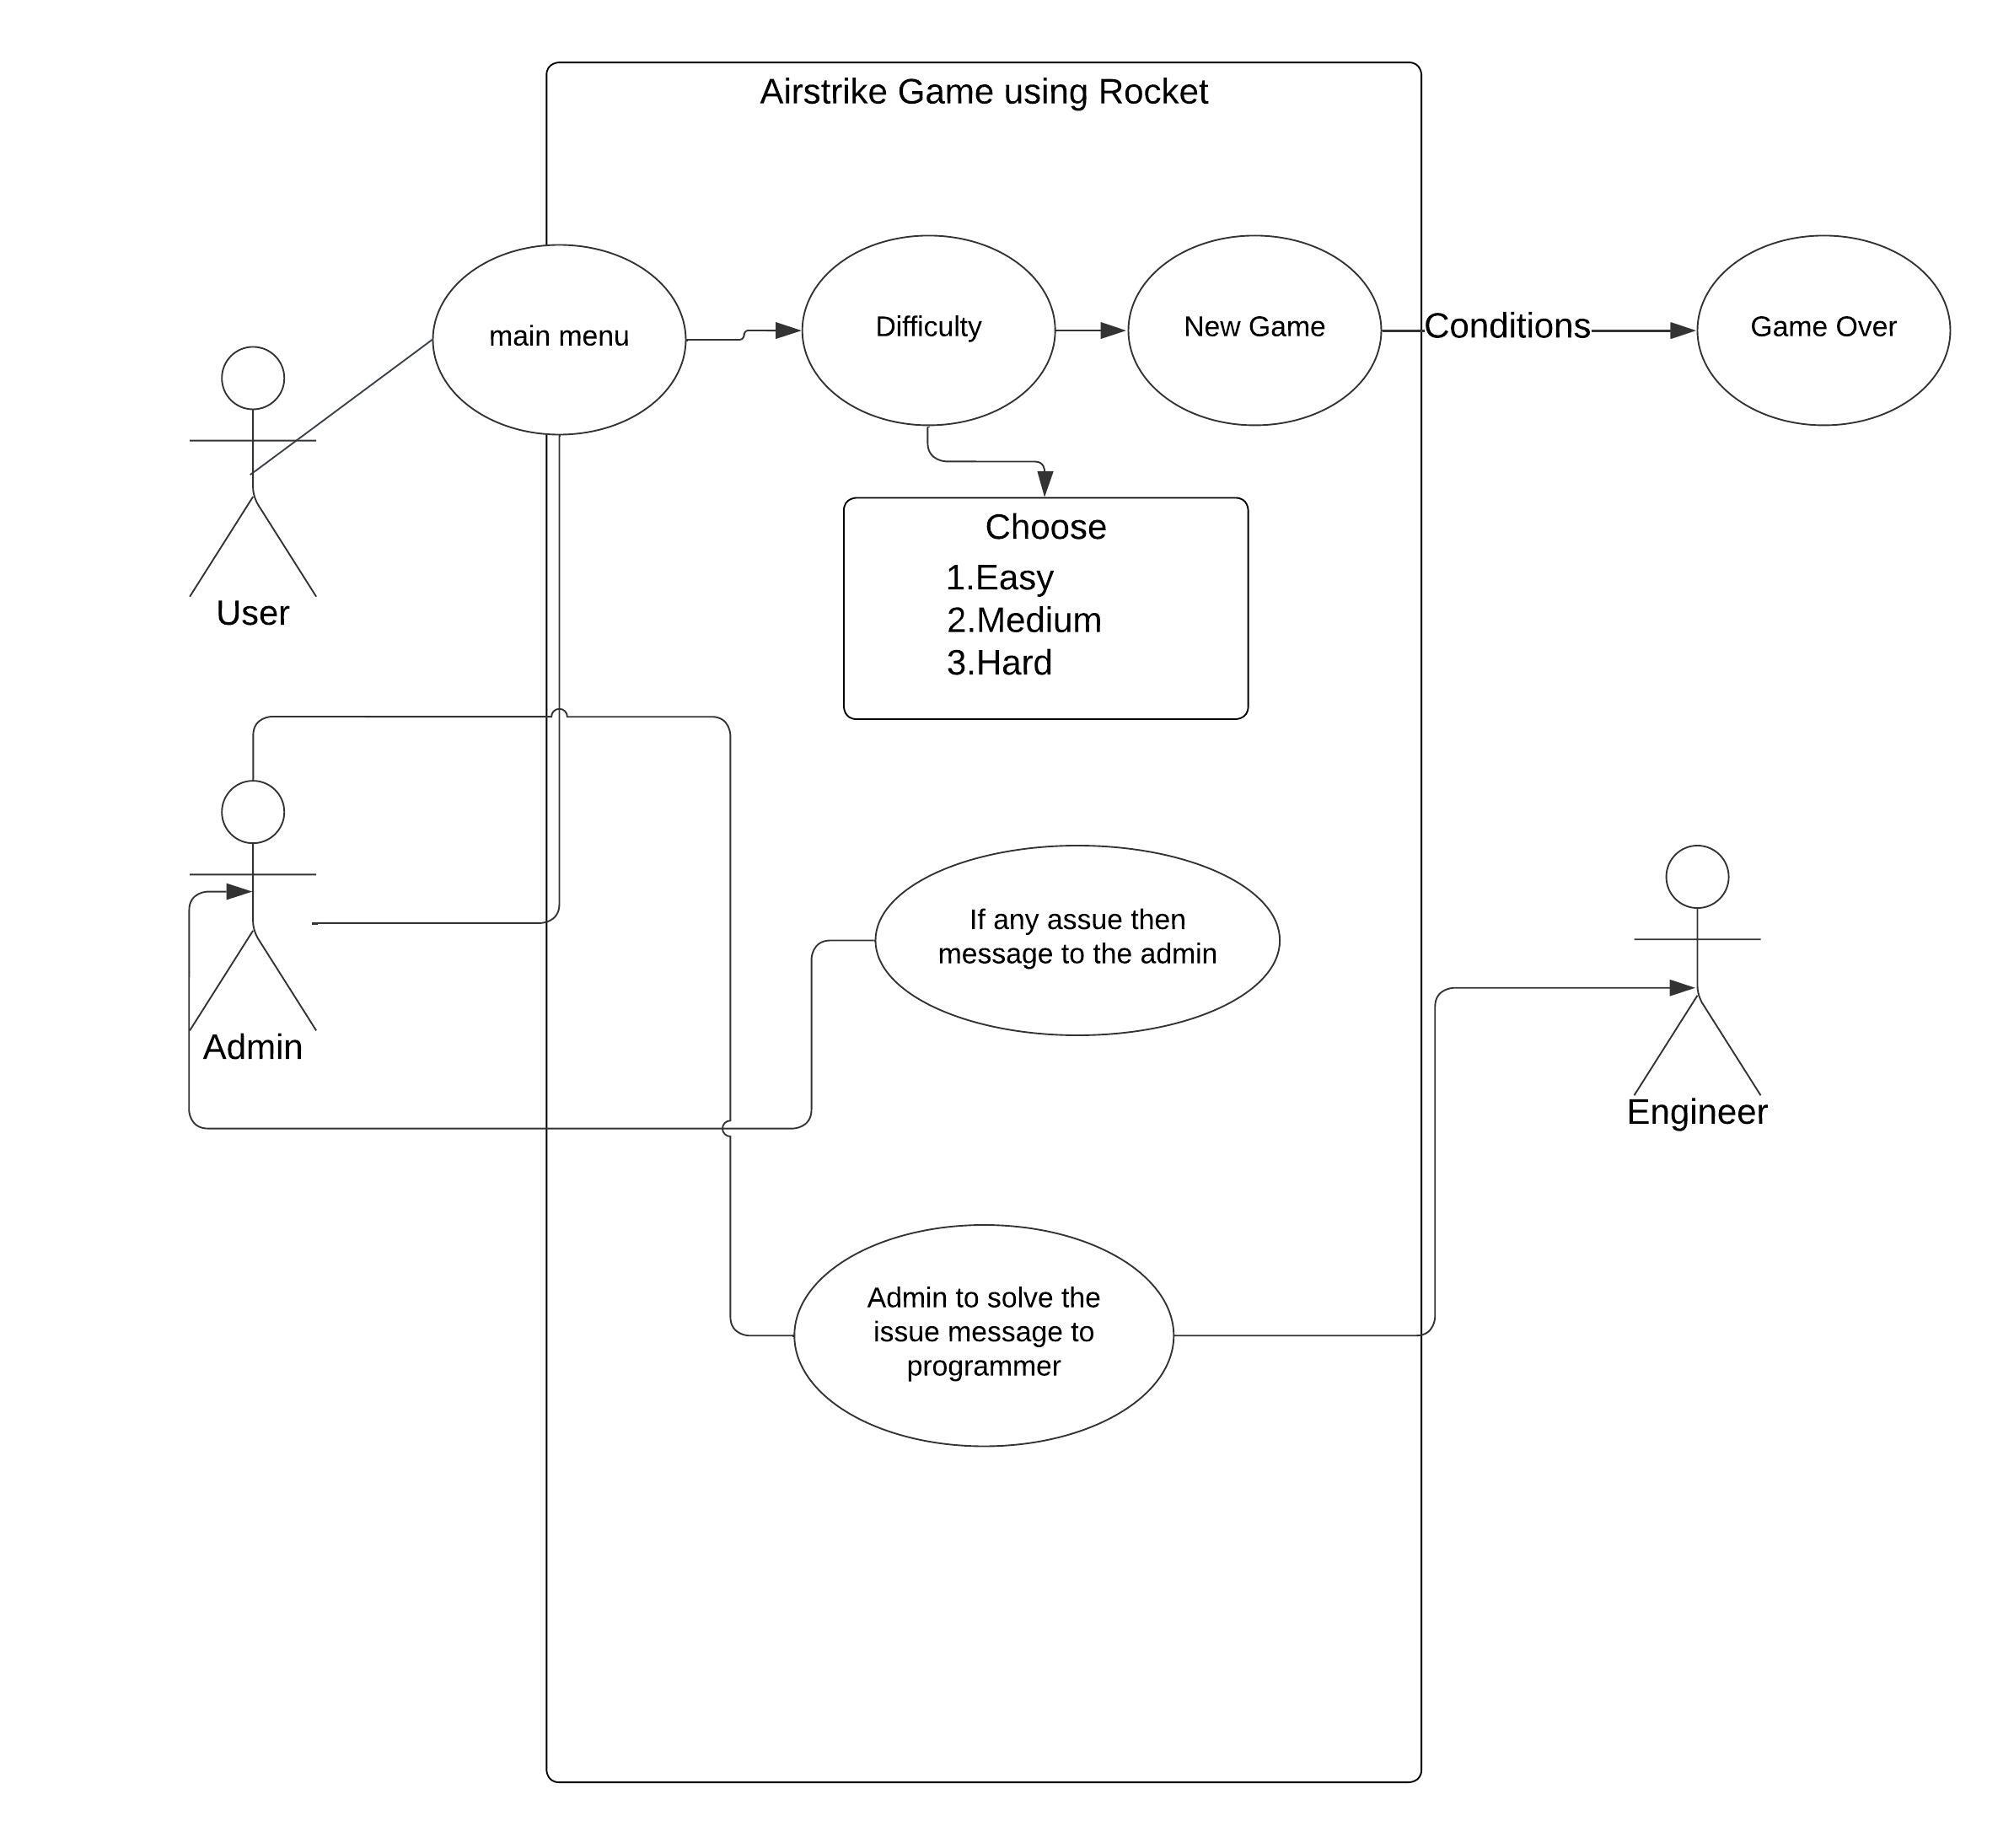 Airstrike Game using Rocket
main menu
Difficulty
New Game
Conditions
Game Over
User
Choose
1.Easy
2.Medium
3.Hard
Admin
If any assue then
message to the admin
Engineer
Admin to solve the
issue message to
programmer